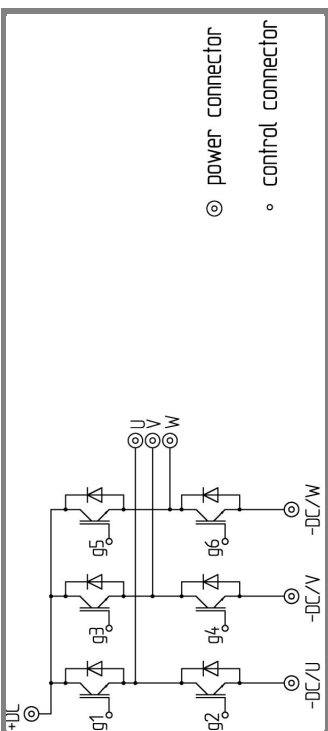 +DC
g1
g3
g5
U
V
W
g2
g4
g6
-DC/U
-DC/V
-DC/W
power connector
control connector